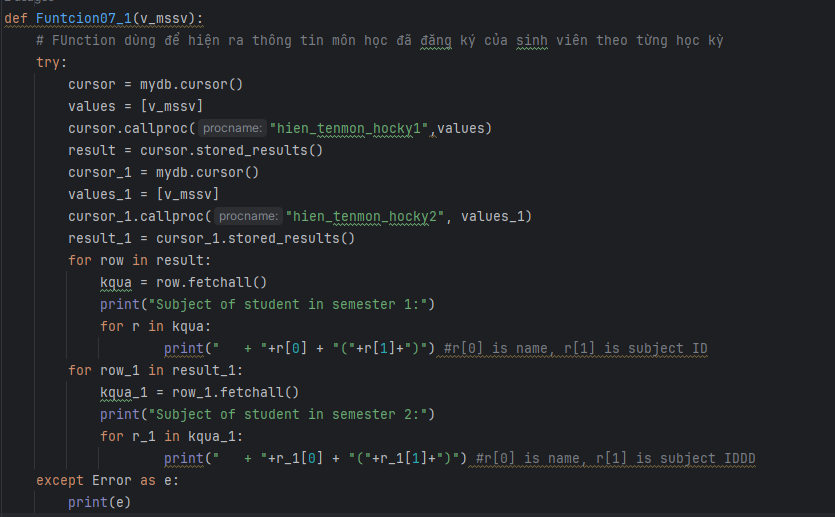 def Funtcion07_1(v_mssv):
    # FUnction dùng để hiện ra thông tin môn học đã đăng ký của sinh viên theo từng học kỳ
    try:
        cursor = mydb.cursor()
        values = [v_mssv]
        cursor.callproc( procname: "hien_tenmon_hocky1",values)
        result = cursor.stored_results()
        cursor_1 = mydb.cursor()
        values_1 = [v_mssv]
        cursor_1.callproc( procname: "hien_tenmon_hocky2", values_1)
        result_1 = cursor_1.stored_results()
        for row in result:
            kqua = row.fetchall()
            print("Subject of student in semester 1:")
            for r in kqua:
                    print("   + "+r[0] + "("+r[1]+")") #r[0] is name, r[1] is subject ID
        for row_1 in result_1:
            kqua_1 = row_1.fetchall()
            print("Subject of student in semester 2:")
            for r_1 in kqua_1:
                    print("   + "+r_1[0] + "("+r_1[1]+")") #r[0] is name, r[1] is subject IDDD
    except Error as e:
        print(e)